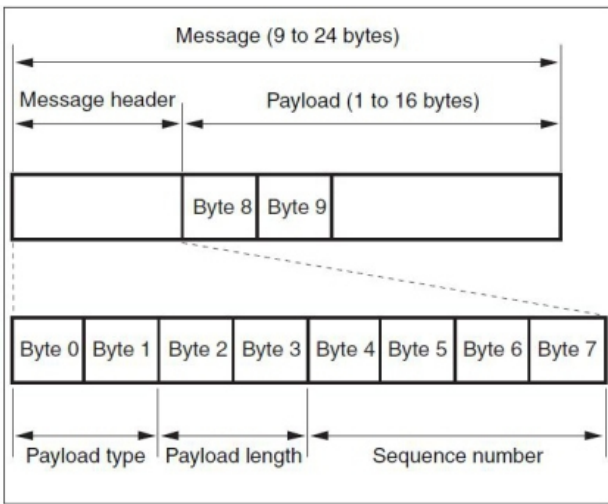 Message (9 to 24 bytes)
Message header
Payload (1 to 16 bytes)
Byte 8
Byte 9
Byte 0
Byte 1
Byte 2
Byte 3
Byte 4
Byte 5
Byte 6
Byte 7
Payload type
Payload length
Sequence number